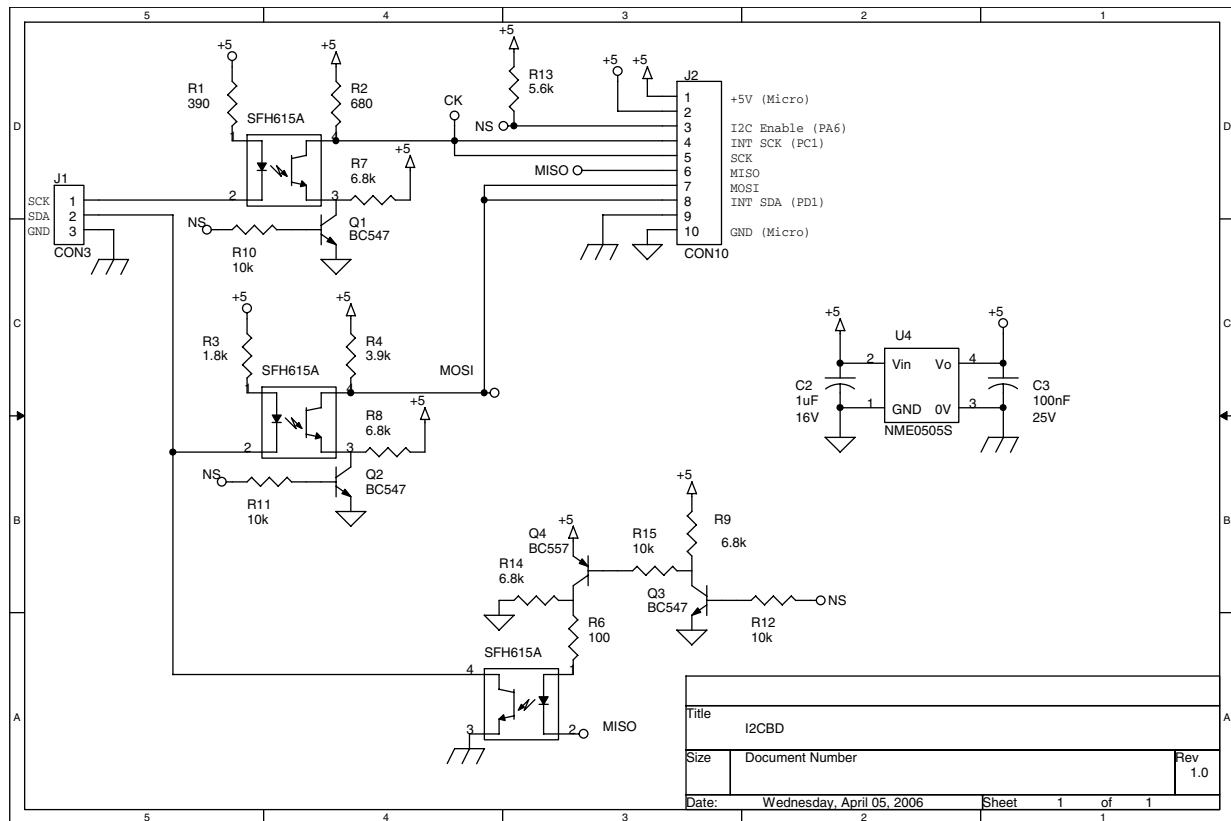 5 4 3 2 1
D
C
B
A
+5
R1
390
+5
R2
680
SFH615A
1
4
2
3
R7
6.8k
J1
SCK 1
SDA 2
GND 3
CON3
NS
R10
10k
Q1
BC547
+5
R13
5.6k
CK
NS
MISO
+5
+5
J2
1 +5V (Micro)
2
3 I2C Enable (PA6)
4 INT SCK (PC1)
5 SCK
6 MISO
7 MOSI
8 INT SDA (PD1)
9
10 GND (Micro)
CON10
+5
R3
1.8k
+5
R4
3.9k
SFH615A
1
4
2
3
MOSI
+5
R8
6.8k
NS
R11
10k
Q2
BC547
+5
+5
U4
2 Vin Vo 4
1 GND 0V 3
NME0505S
C2
1uF
16V
C3
100nF
25V
+5
Q4
BC557
R15
10k
+5
R9
6.8k
R14
6.8k
Q3
BC547
NS
R12
10k
R6
100
SFH615A
4
1
3
2
MISO
Title
I2CBD
Size Document Number Rev
1.0
Date: Wednesday, April 05, 2006 Sheet 1 of 1
5 4 3 2 1
D
C
B
A
+5